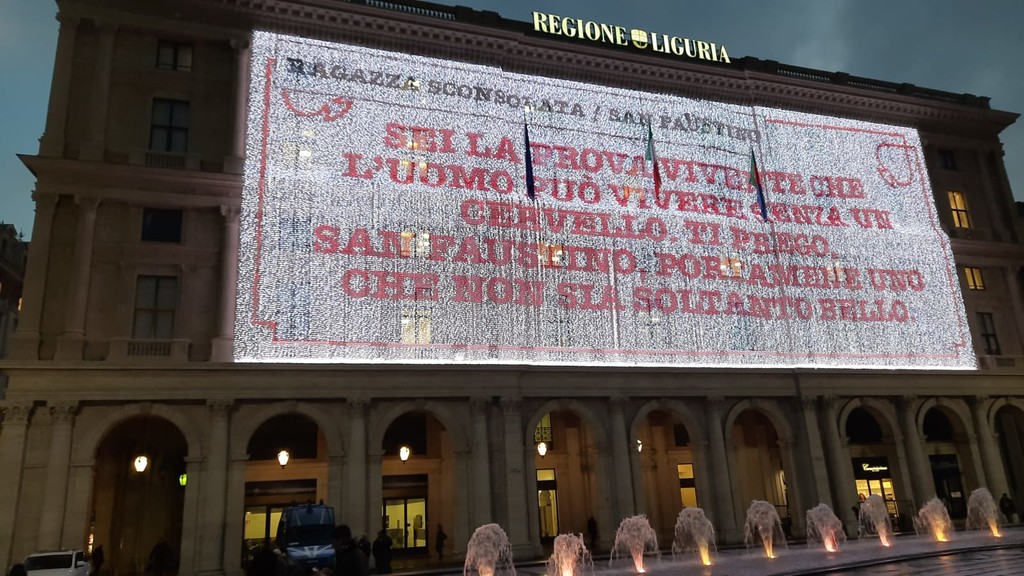 REGIONE LIGURIA
RAGAZZA SCONSOLATA / SAN FAUSTINO
SEI LA PROVA VIVENTE CHE
L'UOMO PUÒ VIVERE SENZA UN
CERVELLO. TI PREGO,
SAN FAUSTINO. PORTAMENE UNO
CHE NON SIA SOLTANTO BELLO.